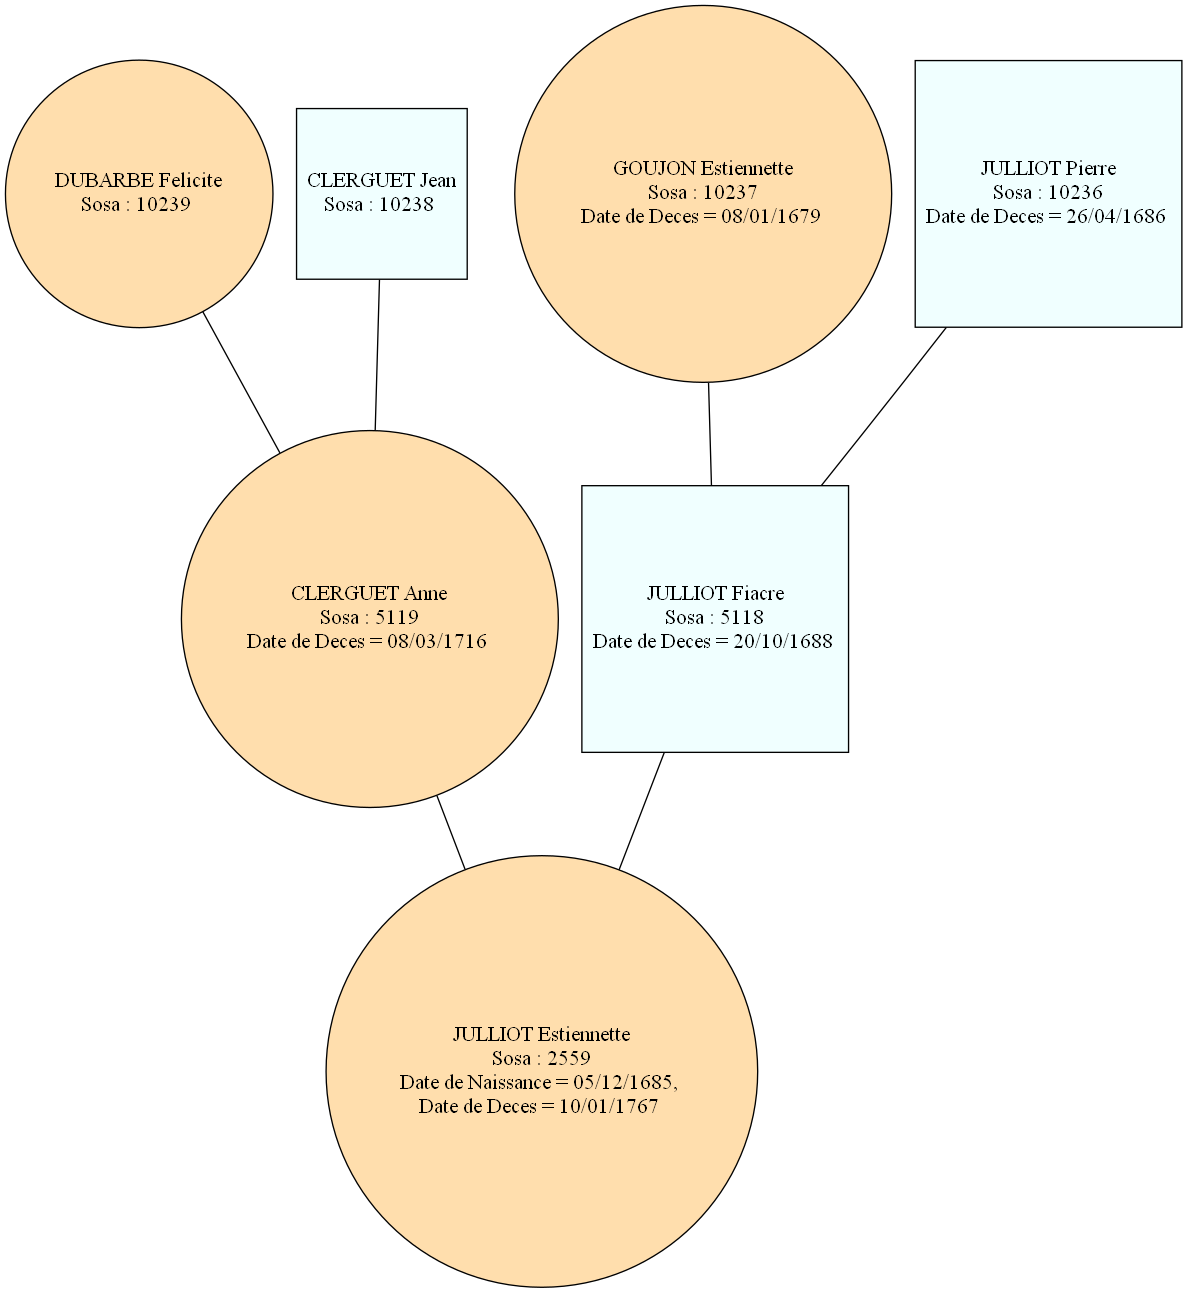 DUBARBE Felicite
Sosa : 10239
CLERGUET Jean
Sosa : 10238
GOUJON Estiennette
Sosa : 10237
Date de Deces = 08/01/1679
JULLIOT Pierre
Sosa : 10236
Date de Deces = 26/04/1686
CLERGUET Anne
Sosa : 5119
Date de Deces = 08/03/1716
JULLIOT Fiacre
Sosa : 5118
Date de Deces = 20/10/1688
JULLIOT Estiennette
Sosa : 2559
Date de Naissance = 05/12/1685,
Date de Deces = 10/01/1767